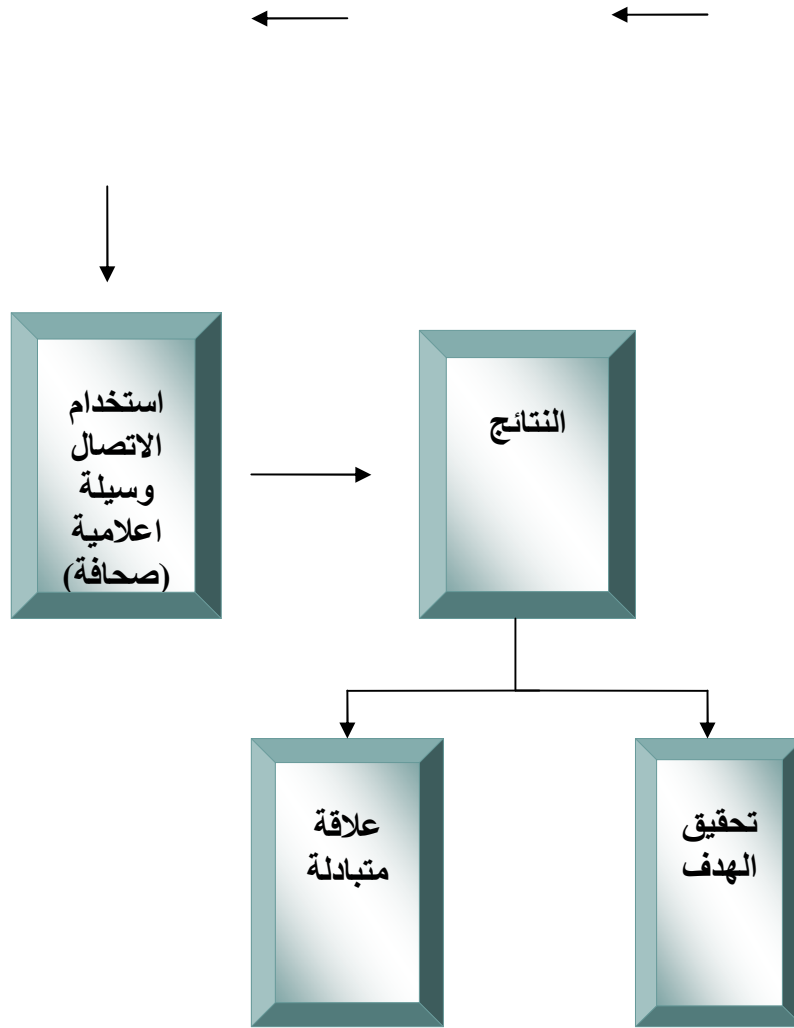 استخدام
الاتصال
وسيلة
اعلامية
(صحافة)
النتائج
علاقة
متبادلة
تحقيق
الهدف